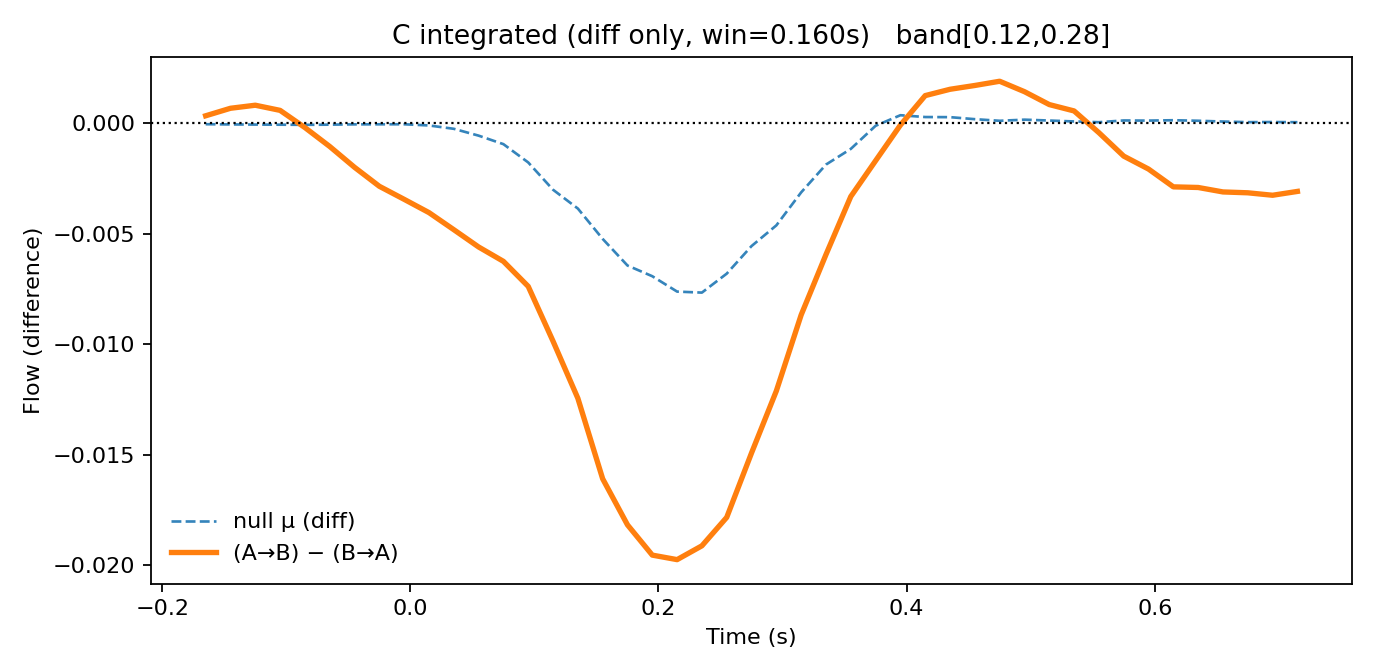 C integrated (diff only, win=0.160s)   band[0.12,0.28]
Flow (difference)
0.000
−0.005
−0.010
−0.015
−0.020
null μ (diff)
(A→B) − (B→A)
−0.2
0.0
0.2
0.4
0.6
Time (s)